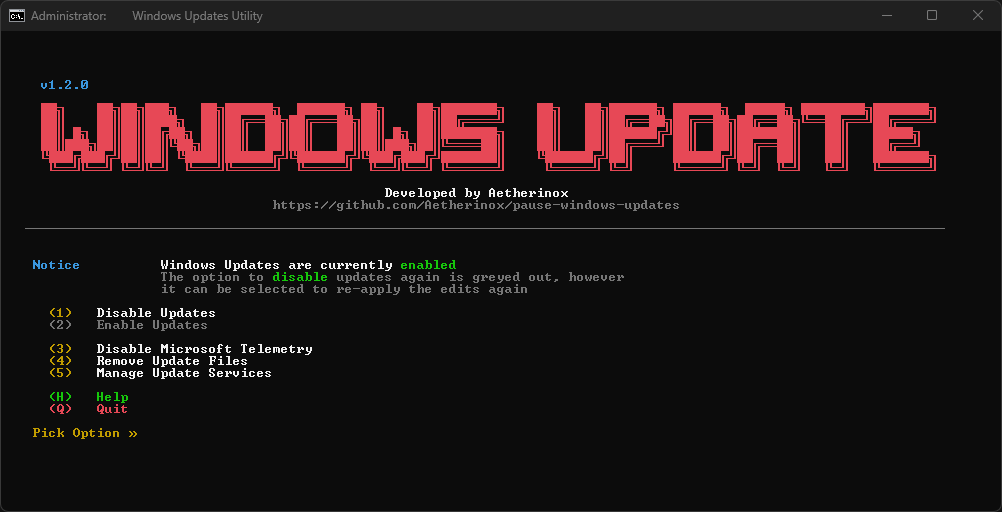 Administrator: Windows Updates Utility
v1.2.0
WINDOWS UPDATE
Developed by Aetherinox
https://github.com/Aetherinox/pause-windows-updates
Notice Windows Updates are currently enabled
The option to disable updates again is greyed out, however
it can be selected to re-apply the edits again
(1) Disable Updates
(2) Enable Updates
(3) Disable Microsoft Telemetry
(4) Remove Update Files
(5) Manage Update Services
(H) Help
(Q) Quit
Pick Option »